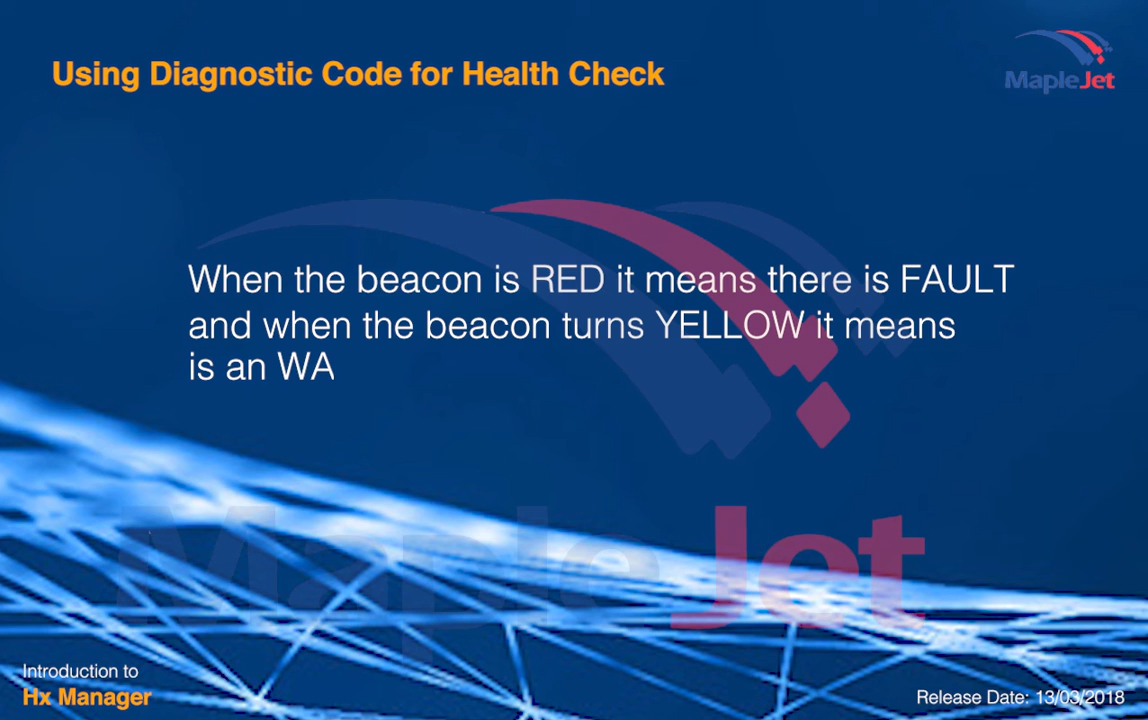 Using Diagnostic Code for Health Check
MapleJet
When the beacon is RED it means there is FAULT
and when the beacon turns YELLOW it means
is an WA
MapleJet
Introduction to
Hx Manager
Release Date: 13/03/2018